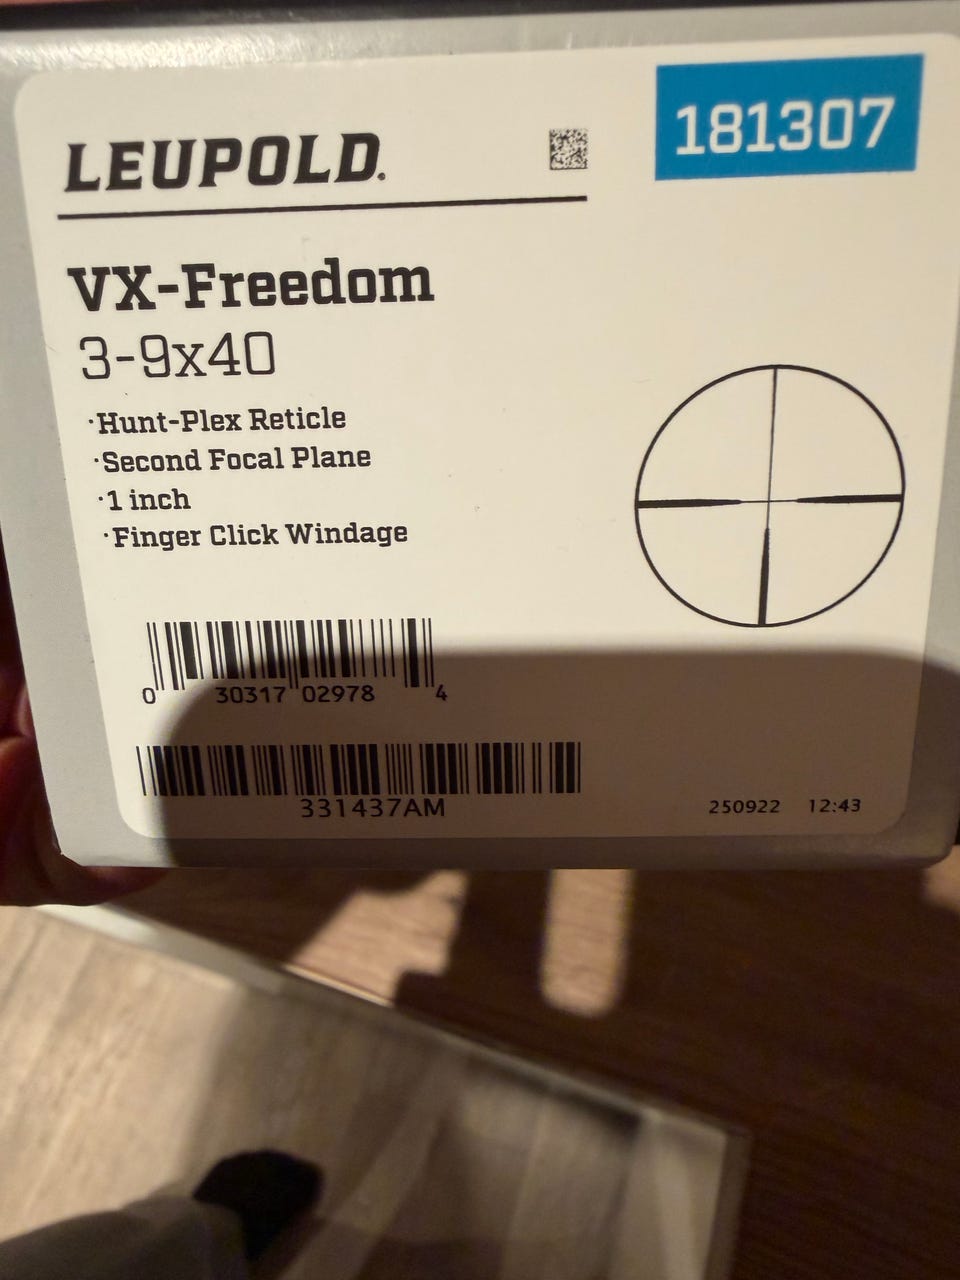 LEUPOLD.
181307
VX-Freedom
3-9x40
·Hunt-Plex Reticle
·Second Focal Plane
·1 inch
·Finger Click Windage
0 30317 02978 4
331437AM
250922 12:43